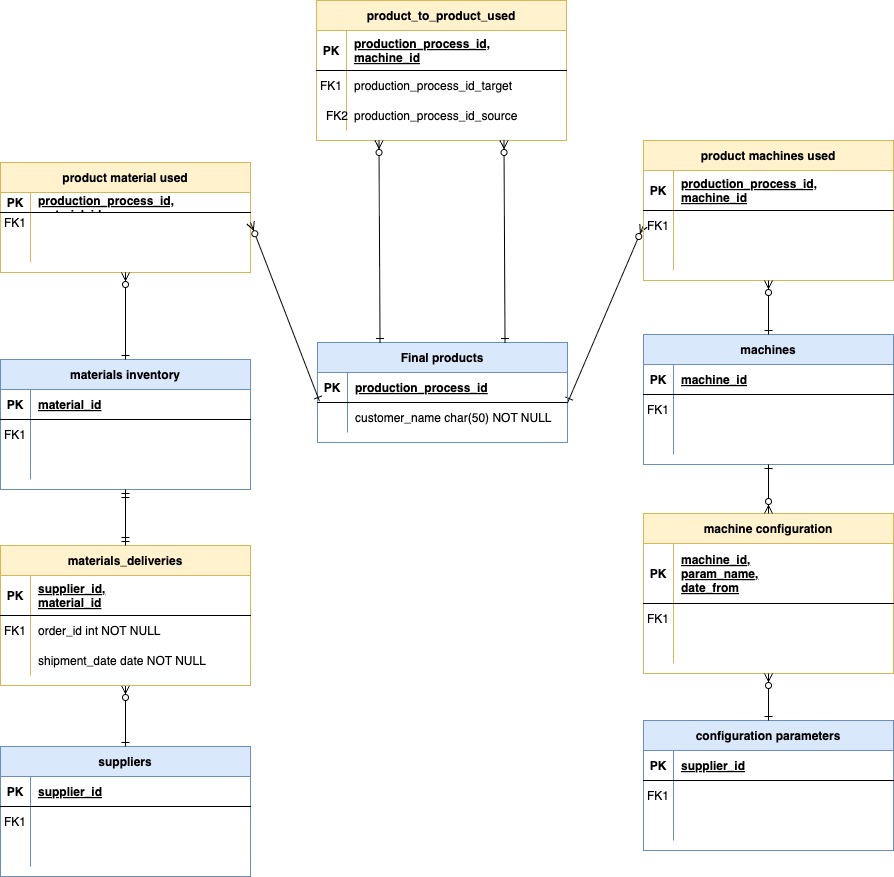 product_to_product_used
PK
production_process_id,
machine_id
FK1
production_process_id_target
FK2
production_process_id_source
product material used
PK
production_process_id,
FK1
product machines used
PK
production_process_id,
machine_id
FK1
Final products
PK
production_process_id
customer_name char(50) NOT NULL
materials inventory
PK
material_id
FK1
machines
PK
machine_id
FK1
materials_deliveries
PK
supplier_id,
material_id
FK1
order_id int NOT NULL
shipment_date date NOT NULL
machine configuration
PK
machine_id,
param_name,
date_from
FK1
suppliers
PK
supplier_id
FK1
configuration parameters
PK
supplier_id
FK1